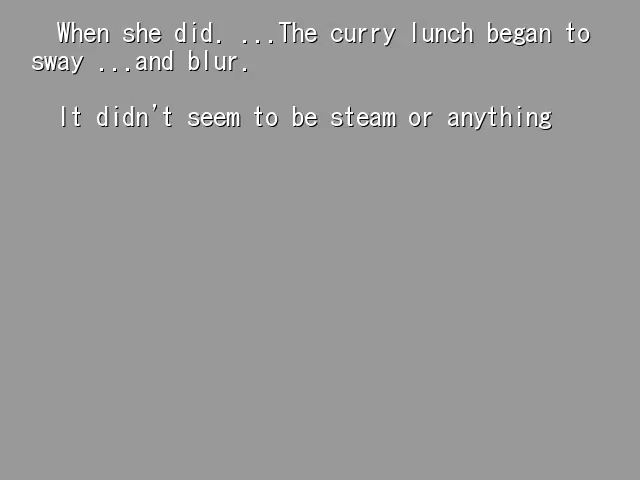 When she did. ...The curry lunch began to
sway ...and blur.
It didn't seem to be steam or anything